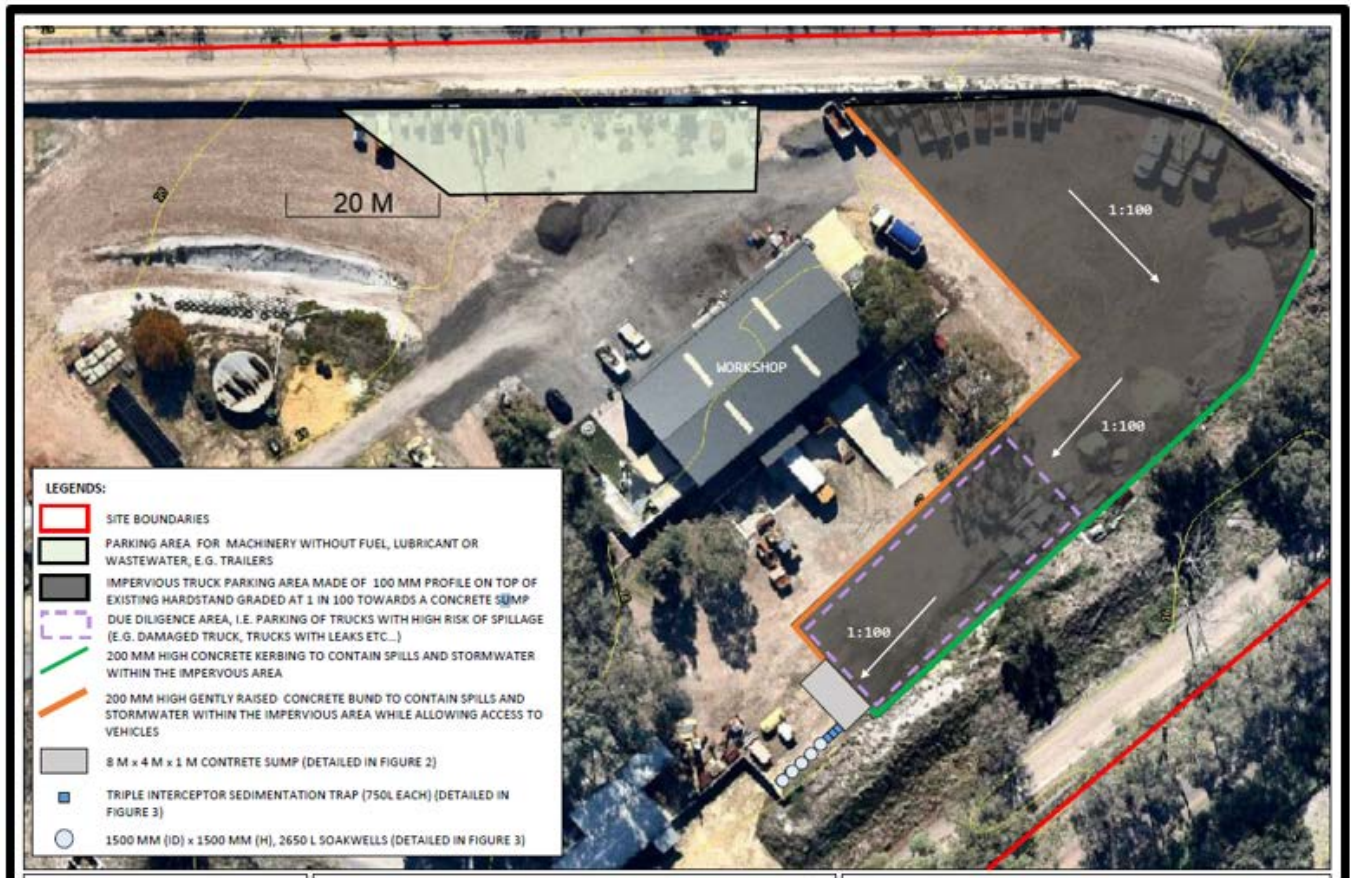 20 M
1:100
WORKSHOP
1:100
1:100
LEGENDS:
SITE BOUNDARIES
PARKING AREA FOR MACHINERY WITHOUT FUEL, LUBRICANT OR
WASTEWATER, E.G. TRAILERS
IMPERVIOUS TRUCK PARKING AREA MADE OF 100 MM PROFILE ON TOP OF
EXISTING HARDSTAND GRADED AT 1 IN 100 TOWARDS A CONCRETE SUMP
DUE DILIGENCE AREA, I.E. PARKING OF TRUCKS WITH HIGH RISK OF SPILLAGE
(E.G. DAMAGED TRUCK, TRUCKS WITH LEAKS ETC...)
200 MM HIGH CONCRETE KERBING TO CONTAIN SPILLS AND STORMWATER
WITHIN THE IMPERVOUS AREA
200 MM HIGH GENTLY RAISED CONCRETE BUND TO CONTAIN SPILLS AND
STORMWATER WITHIN THE IMPERVIOUS AREA WHILE ALLOWING ACCESS TO
VEHICLES
8 M x 4 M x 1 M CONTRETE SUMP (DETAILED IN FIGURE 2)
TRIPLE INTERCEPTOR SEDIMENTATION TRAP (750L EACH) (DETAILED IN
FIGURE 3)
1500 MM (ID) x 1500 MM (H), 2650 L SOAKWELLS (DETAILED IN FIGURE 3)